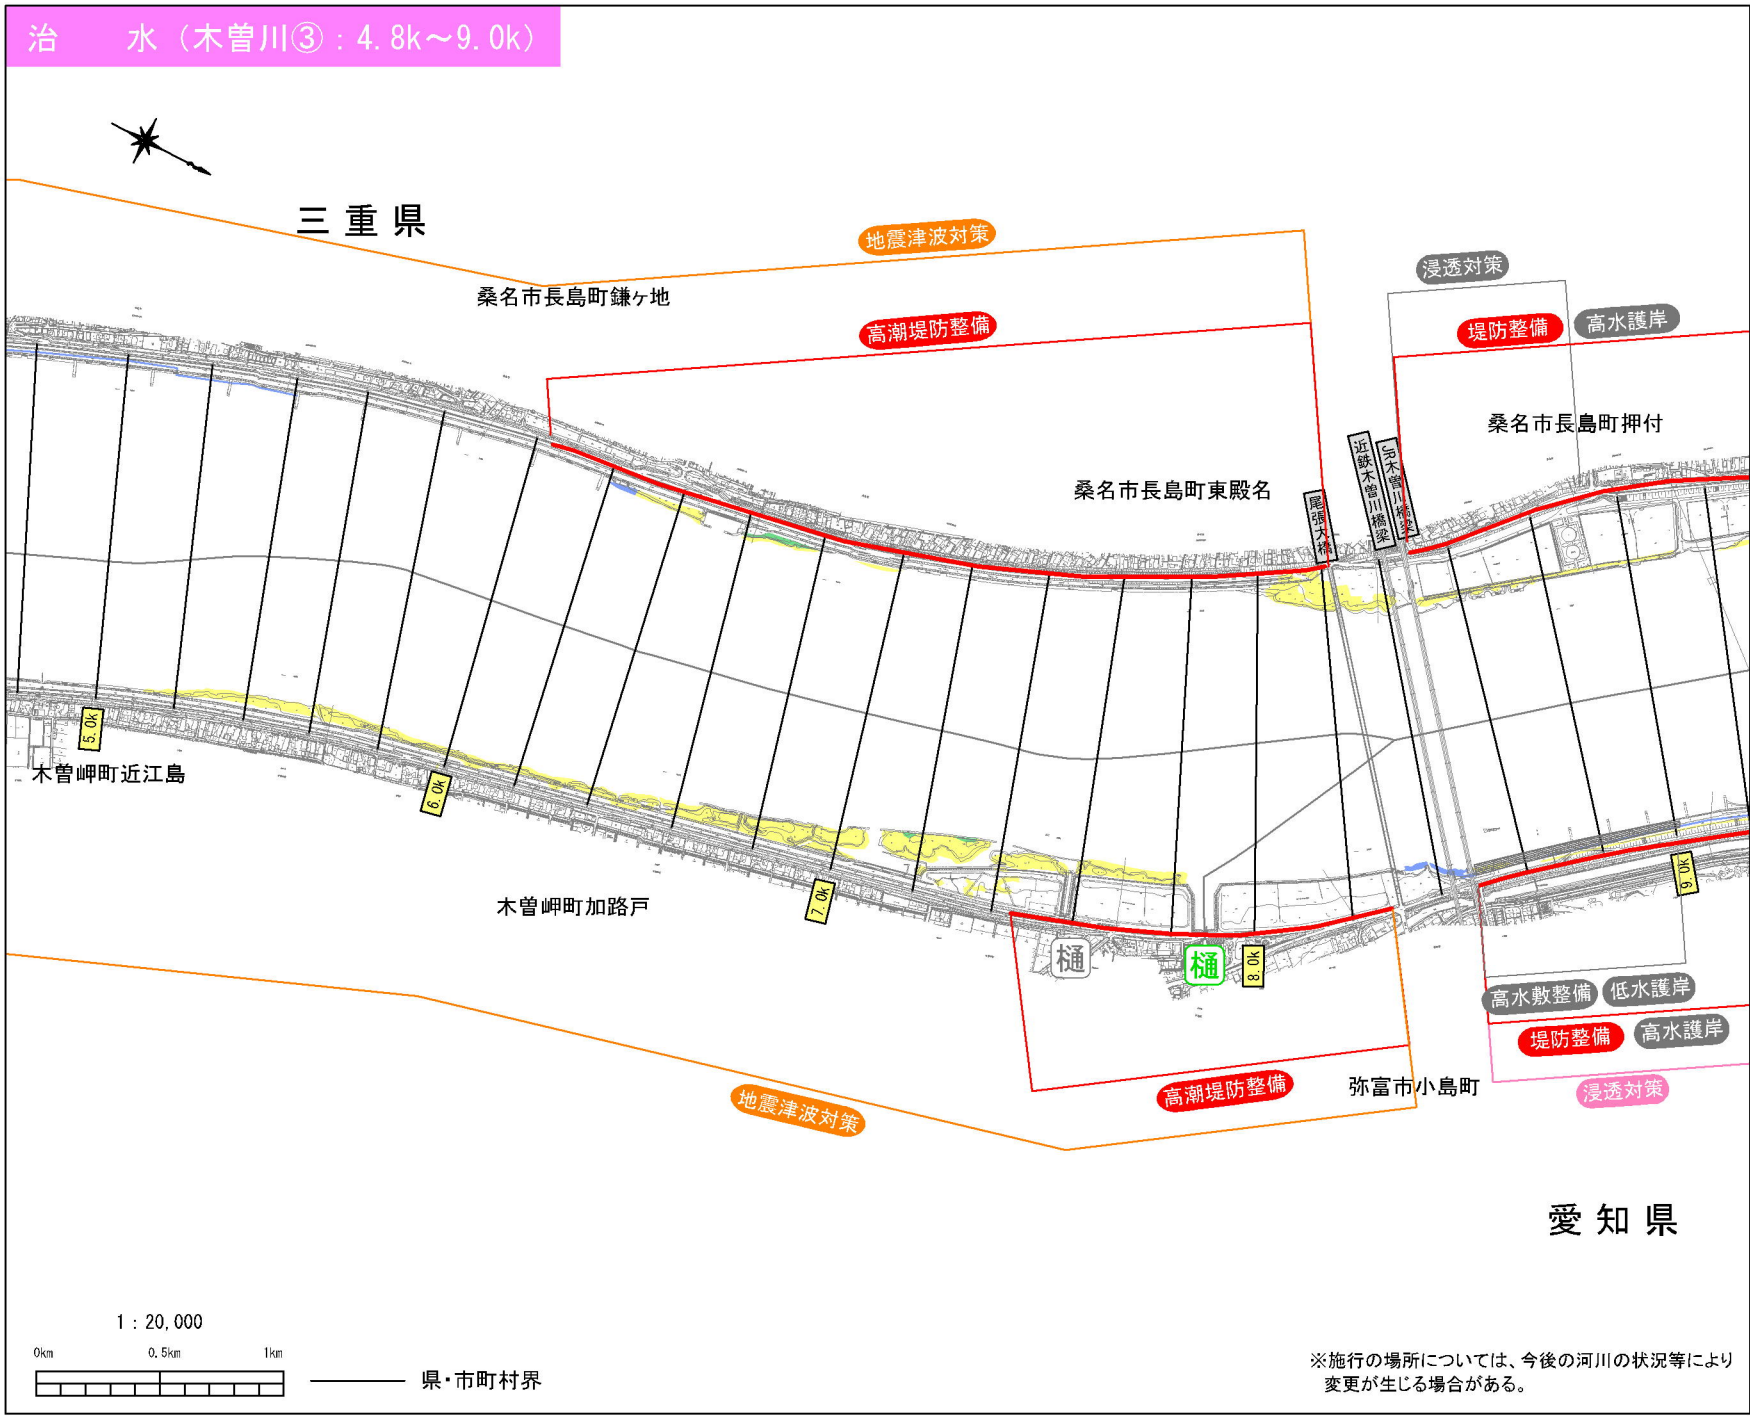 治　水（木曽川③：4.8k～9.0k）
三重県
地震津波対策
浸透対策
桑名市長島町鎌ヶ地
高潮堤防整備
堤防整備
高水護岸
桑名市長島町押付
近鉄木曽川橋梁
JR木曽川橋梁
桑名市長島町東殿名
尾張大橋
5.0k
木曽岬町近江島
6.0k
木曽岬町加路戸
7.0k
樋
樋
8.0k
9.0k
高水敷整備
低水護岸
堤防整備
高水護岸
高潮堤防整備
弥富市小島町
浸透対策
地震津波対策
愛知県
1：20,000
0km
0.5km
1km
県・市町村界
※施行の場所については、今後の河川の状況等により
変更が生じる場合がある。